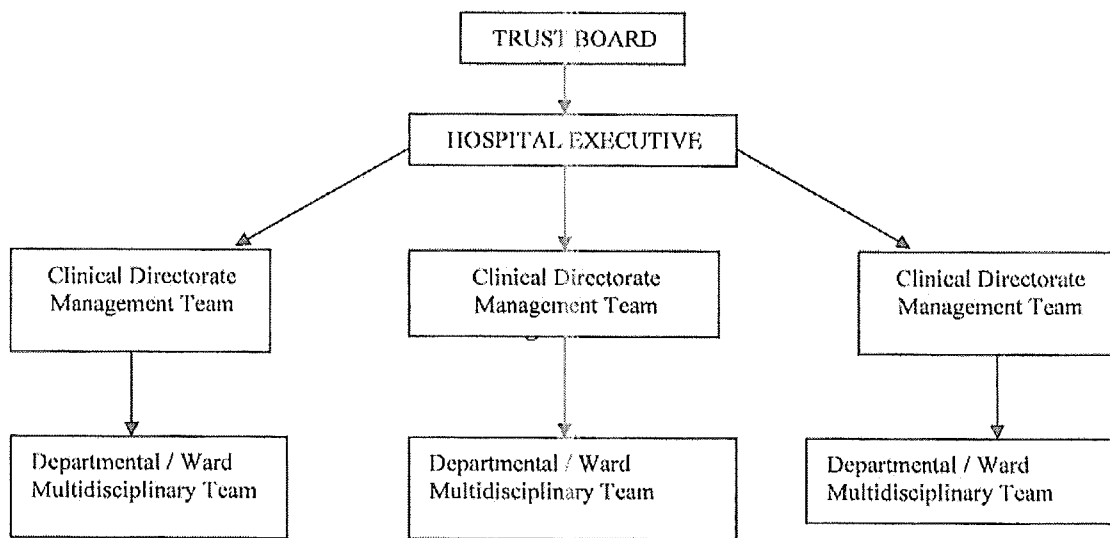 TRUST BOARD
HOSPITAL EXECUTIVE
Clinical Directorate
Management Team
Clinical Directorate
Management Team
Clinical Directorate
Management Team
Departmental / Ward
Multidisciplinary Team
Departmental / Ward
Multidisciplinary Team
Departmental / Ward
Multidisciplinary Team